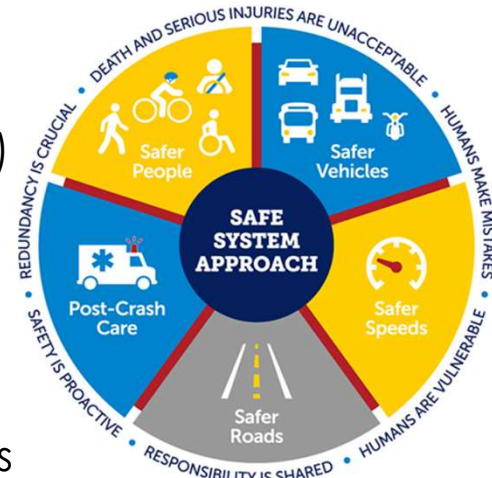 DEATH AND SERIOUS INJURIES ARE UNACCEPTABLE
HUMANS MAKE MISTAKES
HUMANS ARE VULNERABLE
RESPONSIBILITY IS SHARED
SAFETY IS PROACTIVE
REDUNDANCY IS CRUCIAL
)
Safer
People
Safer
Vehicles
SAFE
SYSTEM
APPROACH
Post-Crash
Care
Safer
Speeds
Safer
Roads
s